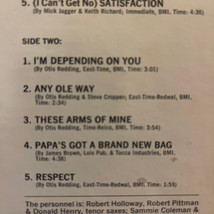 5. (I Can't Get No) SATISFACTION
(By Mick Jagger & Keith Richard; Immediate, BMI. Time: 4:36)
SIDE TWO:
1. I'M DEPENDING ON YOU
(By Otis Redding, East-Time, BMI. Time: 3:01)
2. ANY OLE WAY
(By Otis Redding & Steve Cropper; East-Time-Redwal, BMI.
Time: 2:34)
3. THESE ARMS OF MINE
(By Otis Redding, Time-Relco, BMI. Time: 3:54)
4. PAPA'S GOT A BRAND NEW BAG
(By James Brown, Lois Pub. & Tocca Industries, BMI.
Time: 4:38)
5. RESPECT
(By Otis Redding, East-Time-Redwal, BMI. Time: 1:59)
The personnel is: Robert Holloway, Robert Pittman
& Donald Henry, tenor saxes; Sammie Coleman &